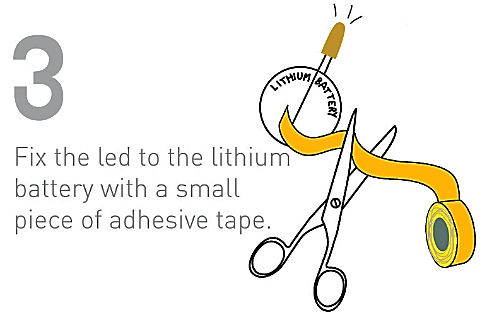 3
LITHIUM BATTERY
Fix the led to the lithium
battery with a small
piece of adhesive tape.